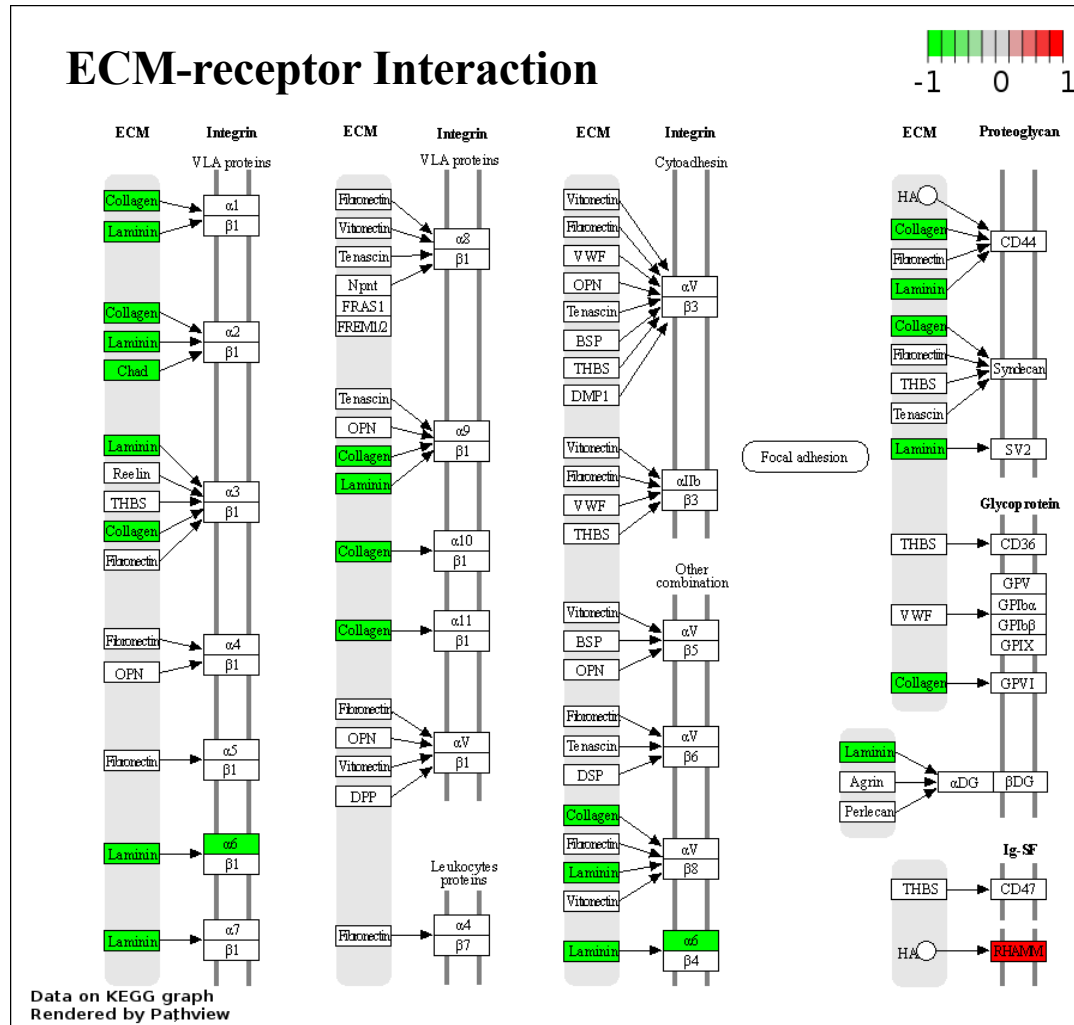 ECM-receptor Interaction
-1 0 1
ECM Integrin
VLA proteins
Collagen
Laminin
α1
β1
Collagen
Laminin
Chad
α2
β1
Laminin
Reelin
THBS
Collagen
Fibronectin
α3
β1
Fibronectin
OPN
α4
β1
Fibronectin
α5
β1
Laminin
α6
β1
Laminin
α7
β1
ECM Integrin
VLA proteins
Fibronectin
Vitronectin
Tenascin
Npnt
FRAS1
FREM1/2
α8
β1
Tenascin
OPN
Collagen
Laminin
α9
β1
Collagen
α10
β1
Collagen
α11
β1
Fibronectin
OPN
Vitronectin
DPP
αV
β1
Leukocytes
proteins
Fibronectin
α4
β7
ECM Integrin
Cytoadhesin
Vitronectin
Fibronectin
VWF
OPN
Tenascin
BSP
THBS
DMP1
αV
β3
Vitronectin
Fibronectin
VWF
THBS
αIIb
β3
Other
combination
Vitronectin
BSP
OPN
αV
β5
Fibronectin
Tenascin
DSP
αV
β6
Collagen
Fibronectin
Laminin
Vitronectin
αV
β8
Laminin
α6
β4
Focal adhesion
ECM Proteoglycan
HA
Collagen
Fibronectin
Laminin
CD44
Collagen
Fibronectin
THBS
Tenascin
Syndecan
Laminin
SV2
Glycoprotein
THBS
CD36
VWF
GPV
GPIbα
GPIbβ
GPIX
Collagen
GPVI
Laminin
Agrin
Perlecan
αDG βDG
Ig-SF
THBS
CD47
HA
RHAMM
Data on KEGG graph
Rendered by Pathview